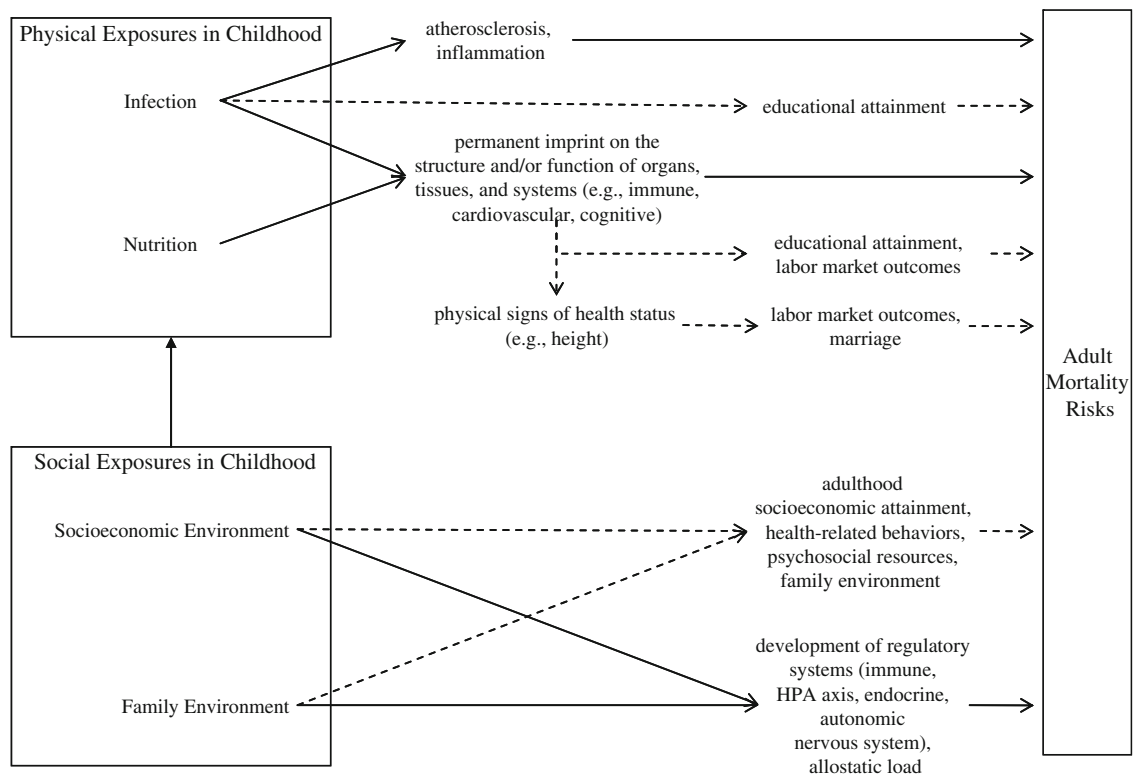 Physical Exposures in Childhood
Infection
Nutrition
atherosclerosis,
inflammation
educational attainment
permanent imprint on the
structure and/or function of organs,
tissues, and systems (e.g., immune,
cardiovascular, cognitive)
educational attainment,
labor market outcomes
physical signs of health status
(e.g., height)
labor market outcomes,
marriage
Adult
Mortality
Risks
Social Exposures in Childhood
Socioeconomic Environment
Family Environment
adulthood
socioeconomic attainment,
health-related behaviors,
psychosocial resources,
family environment
development of regulatory
systems (immune,
HPA axis, endocrine,
autonomic
nervous system),
allostatic load